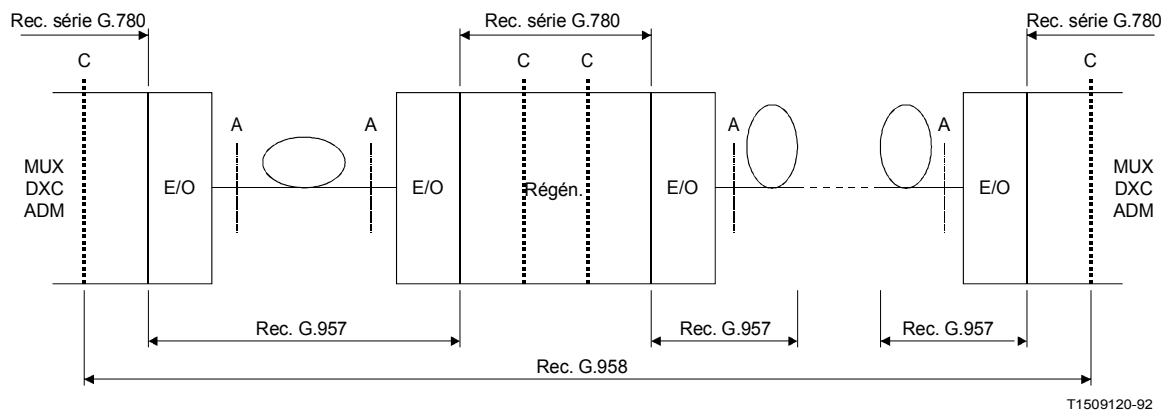 Rec. série G.780
Rec. série G.780
Rec. série G.780
C
C
C
C
A
A
A
A
MUX
DXC
ADM
E/O
E/O
Régén.
E/O
E/O
MUX
DXC
ADM
Rec. G.957
Rec. G.957
Rec. G.957
Rec. G.958
T1509120-92